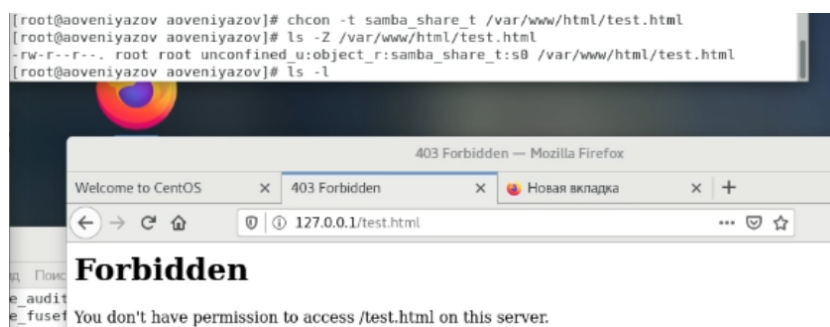 [root@aoveniyazov aoveniyazov]# chcon -t samba_share_t /var/www/html/test.html
[root@aoveniyazov aoveniyazov]# ls -Z /var/www/html/test.html
-rw-r--r--. root root unconfined_u:object_r:samba_share_t:s0 /var/www/html/test.html
[root@aoveniyazov aoveniyazov]# ls -l
403 Forbidden — Mozilla Firefox
Welcome to CentOS
403 Forbidden
Новая вкладка
127.0.0.1/test.html
Forbidden
e_audit
e_fusef
You don't have permission to access /test.html on this server.